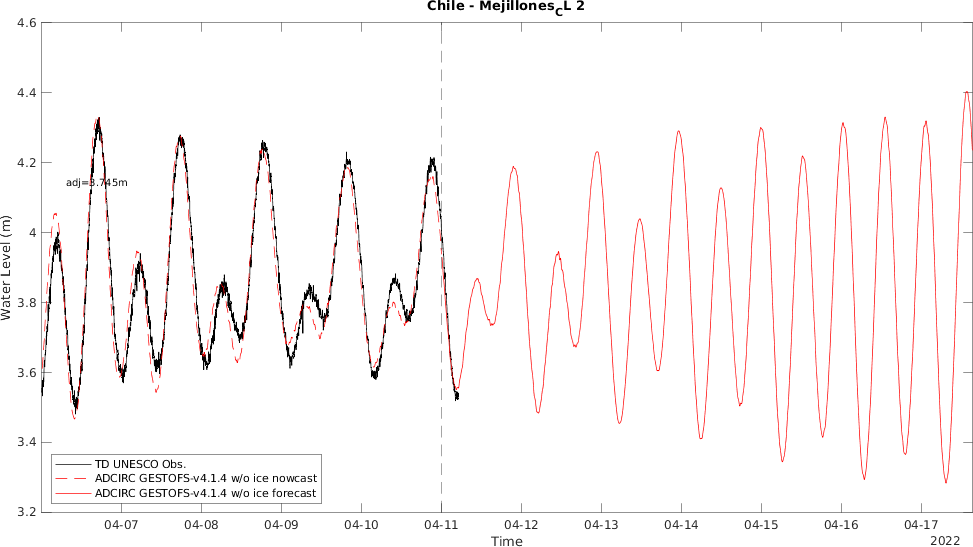 Chile - Mejillones_CL 2
4.6
4.4
4.2
4
3.8
3.6
3.4
3.2
Water Level (m)
adj=3.745m
TD UNESCO Obs.
ADCIRC GESTOFS-v4.1.4 w/o ice nowcast
ADCIRC GESTOFS-v4.1.4 w/o ice forecast
04-07
04-08
04-09
04-10
04-11
04-12
04-13
04-14
04-15
04-16
04-17
Time
2022